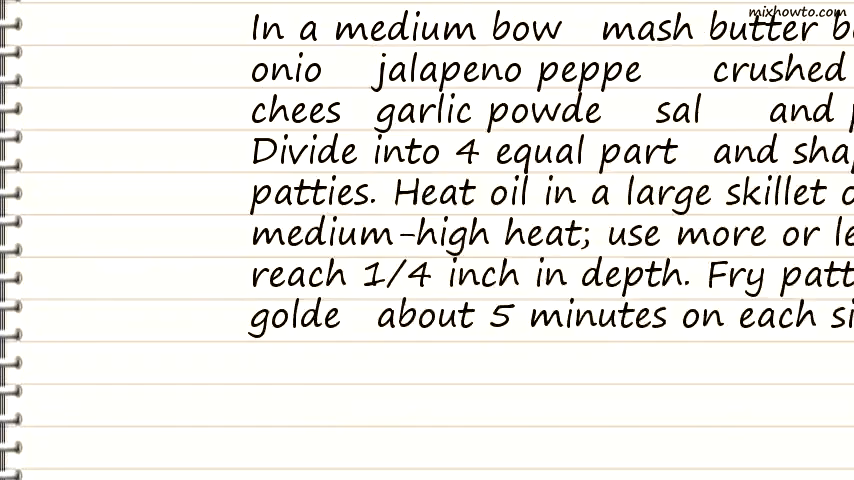 mixhowto.com
In a medium bow mash butter b
onio jalapeno peppe crushed
chees garlic powde sal and p
Divide into 4 equal part and sha
patties. Heat oil in a large skillet o
medium-high heat; use more or le
reach 1/4 inch in depth. Fry patt
golde about 5 minutes on each si